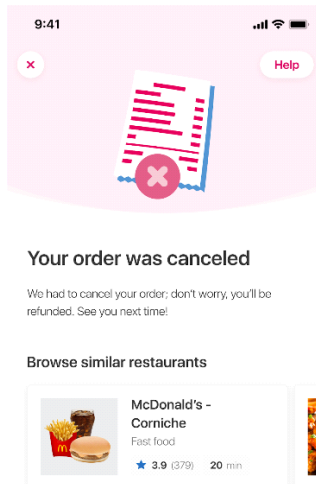 9:41
Help
Your order was canceled
We had to cancel your order; don't worry, you'll be
refunded. See you next time!
Browse similar restaurants
McDonald's -
Corniche
Fast food
3.9 (379) 20 min